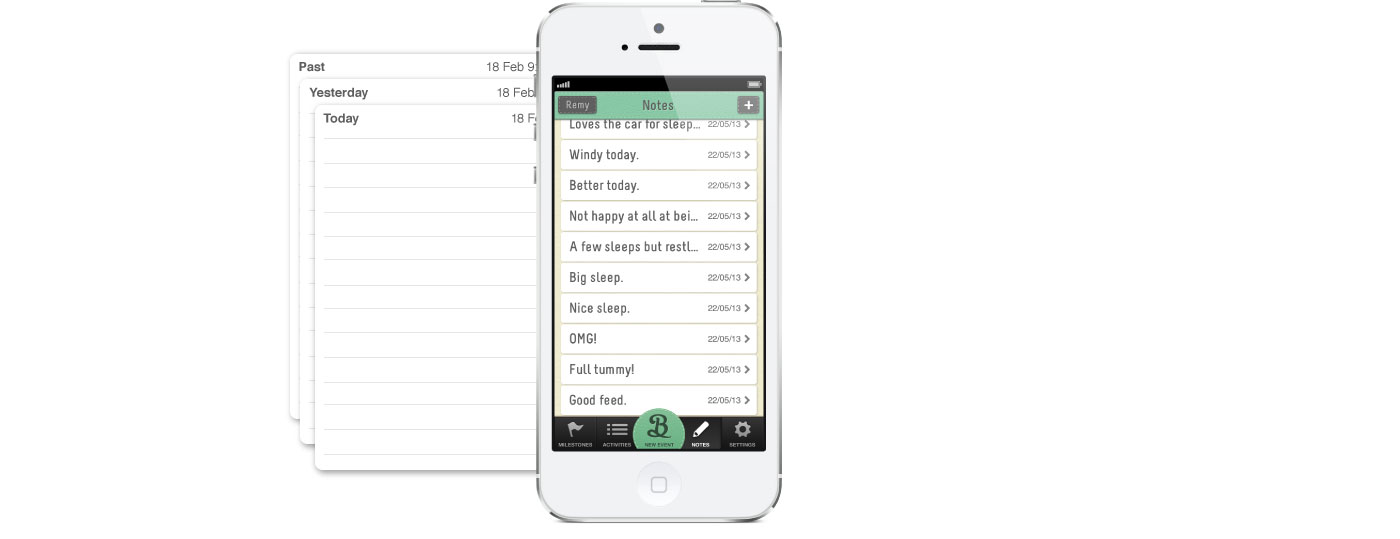 Past 18 Feb 9:
Yesterday 18 Feb
Today 18 F
Remy Notes +
Loves the car for sleep... 22/05/13
Windy today. 22/05/13
Better today. 22/05/13
Not happy at all at bei... 22/05/13
A few sleeps but restl... 22/05/13
Big sleep. 22/05/13
Nice sleep. 22/05/13
OMG! 22/05/13
Full tummy! 22/05/13
Good feed. 22/05/13
B
MILESTONES ACTIVITIES NEW EVENT NOTES SETTINGS